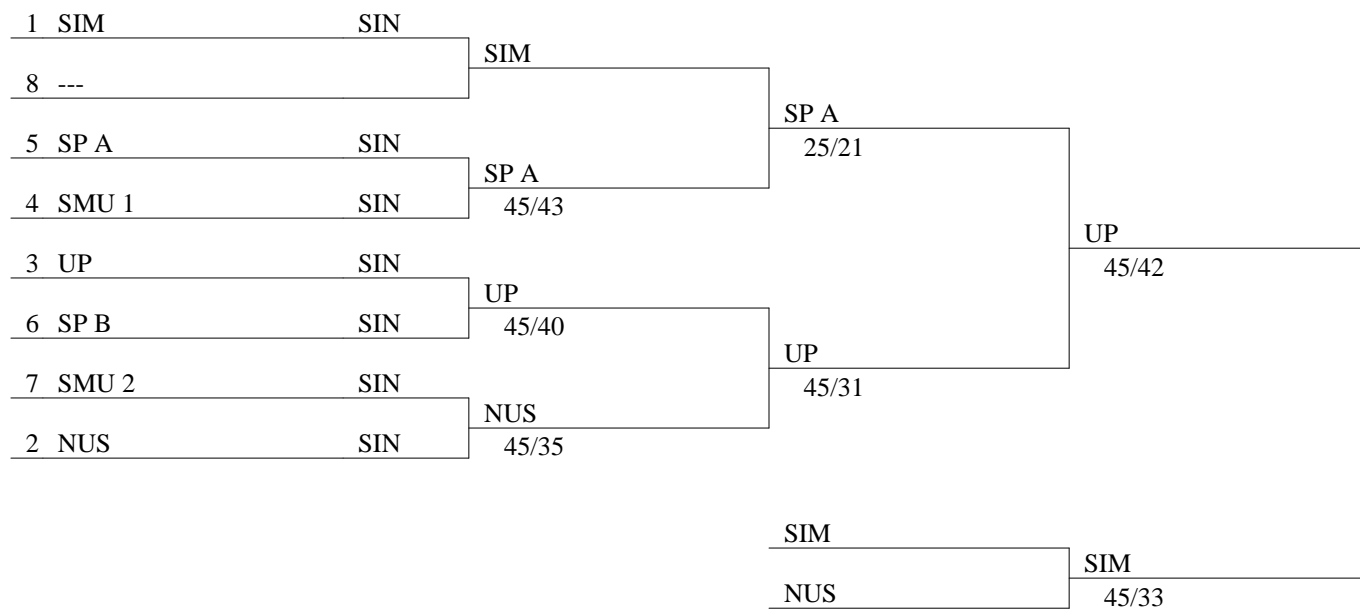 1 SIM SIN
SIM
8 ---
SP A
25/21
5 SP A SIN
SP A
45/43
4 SMU 1 SIN
UP
45/42
3 UP SIN
UP
45/40
6 SP B SIN
UP
45/31
7 SMU 2 SIN
NUS
45/35
2 NUS SIN
SIM
SIM
45/33
NUS